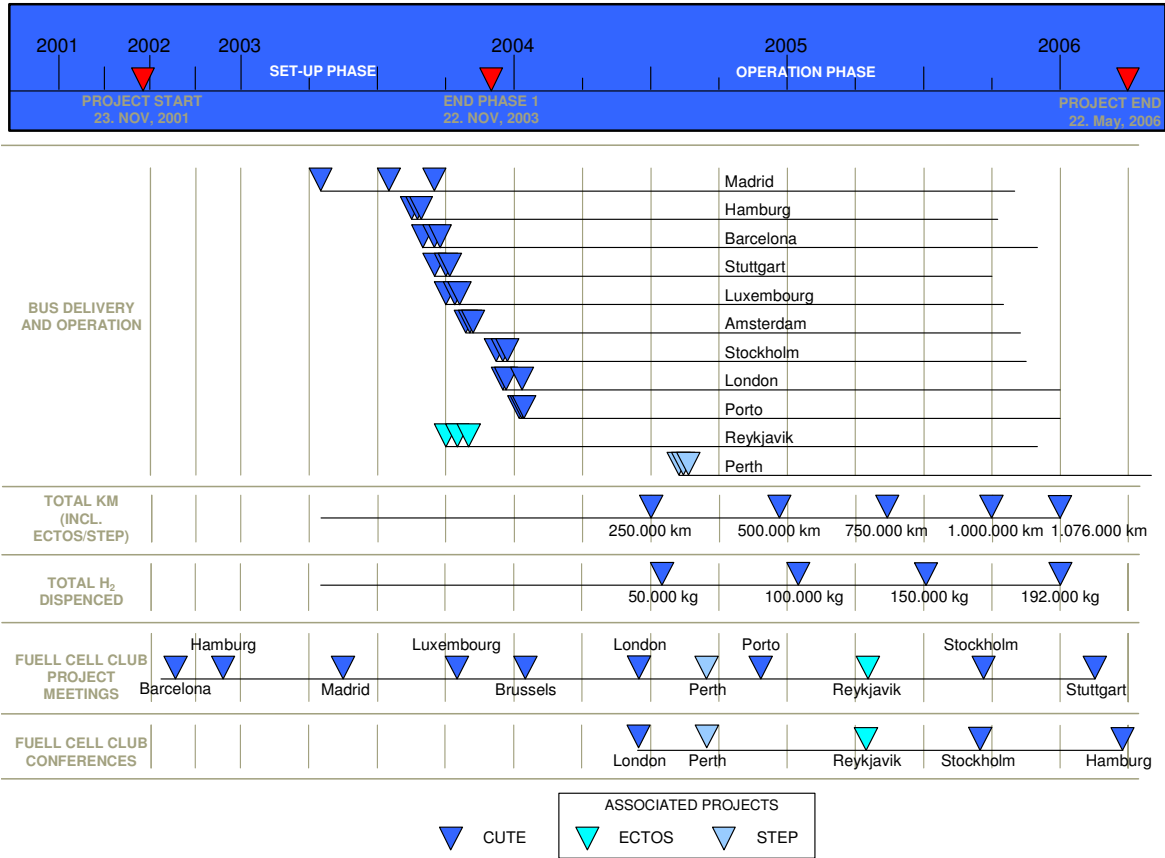 2001 2002 2003 2004 2005 2006
SET-UP PHASE OPERATION PHASE
PROJECT START
23. NOV, 2001
END PHASE 1
22. NOV, 2003
PROJECT END
22. May, 2006
BUS DELIVERY
AND OPERATION
Madrid
Hamburg
Barcelona
Stuttgart
Luxembourg
Amsterdam
Stockholm
London
Porto
Reykjavik
Perth
TOTAL KM
(INCL.
ECTOS/STEP)
250.000 km 500.000 km 750.000 km 1.000.000 km 1.076.000 km
TOTAL H₂
DISPENCED
50.000 kg 100.000 kg 150.000 kg 192.000 kg
FUELL CELL CLUB
PROJECT
MEETINGS
Hamburg Luxembourg London Porto Stockholm
Barcelona Madrid Brussels Perth Reykjavik Stuttgart
FUELL CELL CLUB
CONFERENCES
London Perth Reykjavik Stockholm Hamburg
ASSOCIATED PROJECTS
CUTE ECTOS STEP